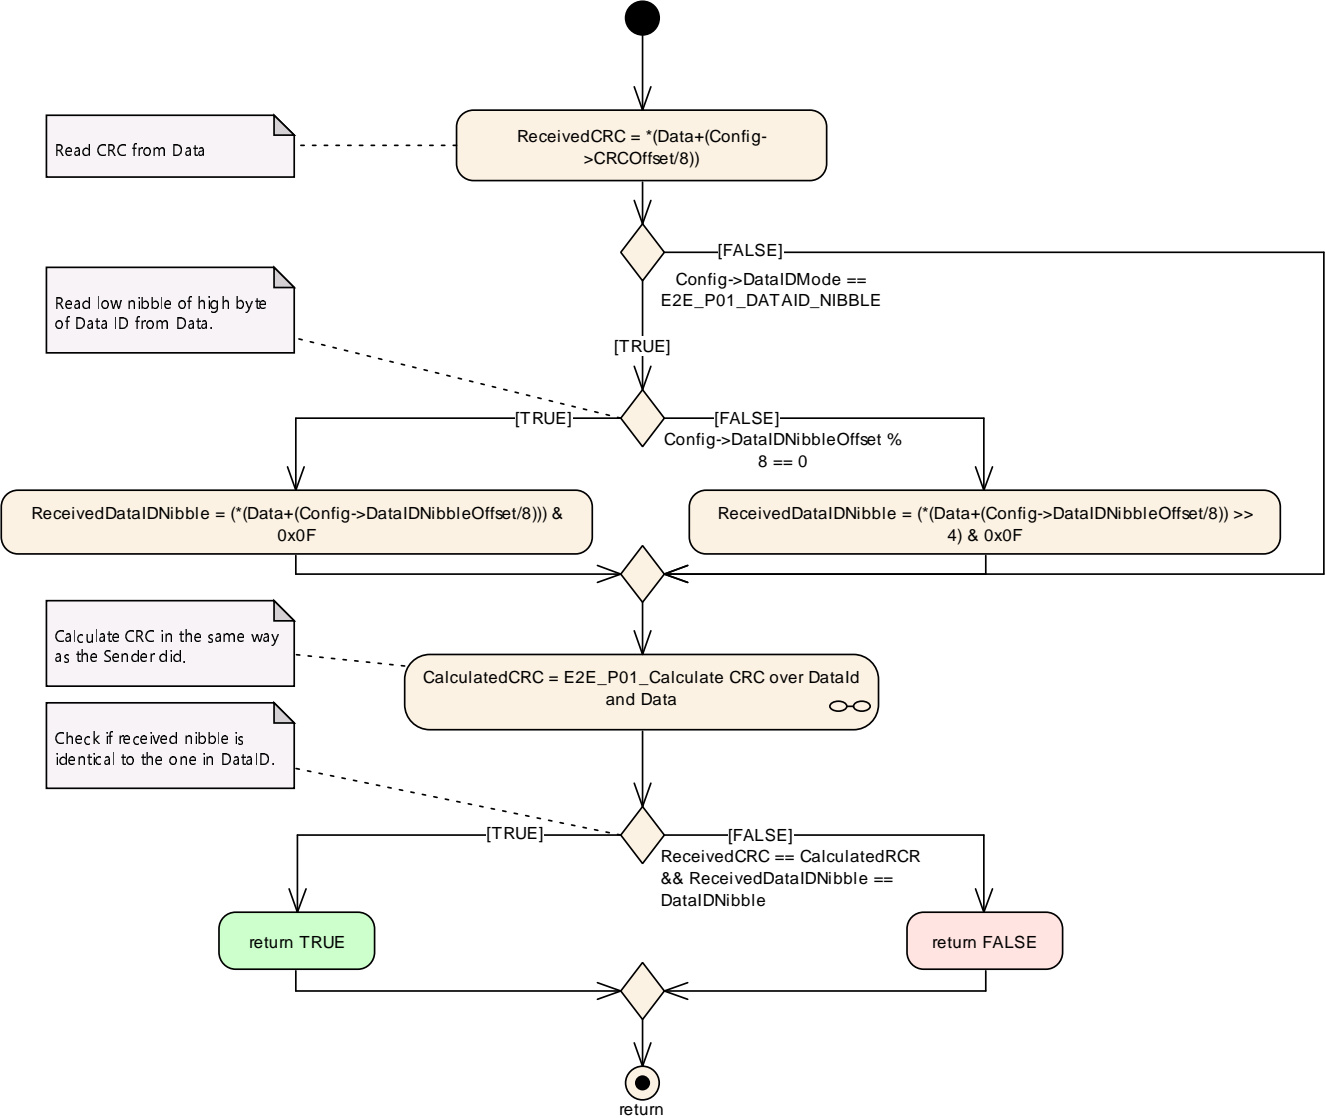 ReceivedCRC = *(Data+(Config-
>CRCOffset/8))
Read CRC from Data
[FALSE]
Config->DataIDMode ==
E2E_P01_DATAID_NIBBLE
Read low nibble of high byte
of Data ID from Data.
[TRUE]
[TRUE]
[FALSE]
Config->DataIDNibbleOffset %
8 == 0
ReceivedDataIDNibble = (*(Data+(Config->DataIDNibbleOffset/8))) &
0x0F
ReceivedDataIDNibble = (*(Data+(Config->DataIDNibbleOffset/8)) >>
4) & 0x0F
Calculate CRC in the same way
as the Sender did.
CalculatedCRC = E2E_P01_Calculate CRC over DataId
and Data
Check if received nibble is
identical to the one in DataID.
[TRUE]
[FALSE]
ReceivedCRC == CalculatedRCR
&& ReceivedDataIDNibble ==
DataIDNibble
return TRUE
return FALSE
return